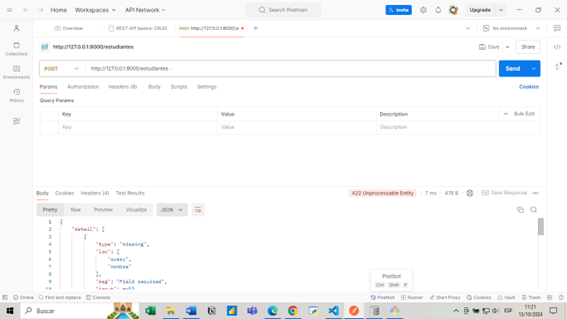 Home Workspaces API Network
Search Postman
Invite
Upgrade
Overview
REST API basics: CRUD,
POST http://127.0.0.1:8000/e
No environment
http://127.0.0.1:8000/estudiantes
Save
Share
POST
http://127.0.0.1:8000/estudiantes
Send
Params Authorization Headers (8) Body Scripts Settings
Cookies
Query Params
Key Value Description
Bulk Edit
Key Value Description
Collections
Environments
History
Body Cookies Headers (4) Test Results
422 Unprocessable Entity
7 ms
478 B
Save Response
Pretty Raw Preview Visualize JSON
1 {
2 "detail": [
3 {
4 "type": "missing",
5 "loc": [
6 "query",
7 "nombre"
8 ],
9 "msg": "Field required",
"input": null
Postbot
Ctrl Shift P
Online Find and replace Console
Postbot Runner Start Proxy Cookies Vault Trash
Buscar
ESP
11:21
13/10/2024